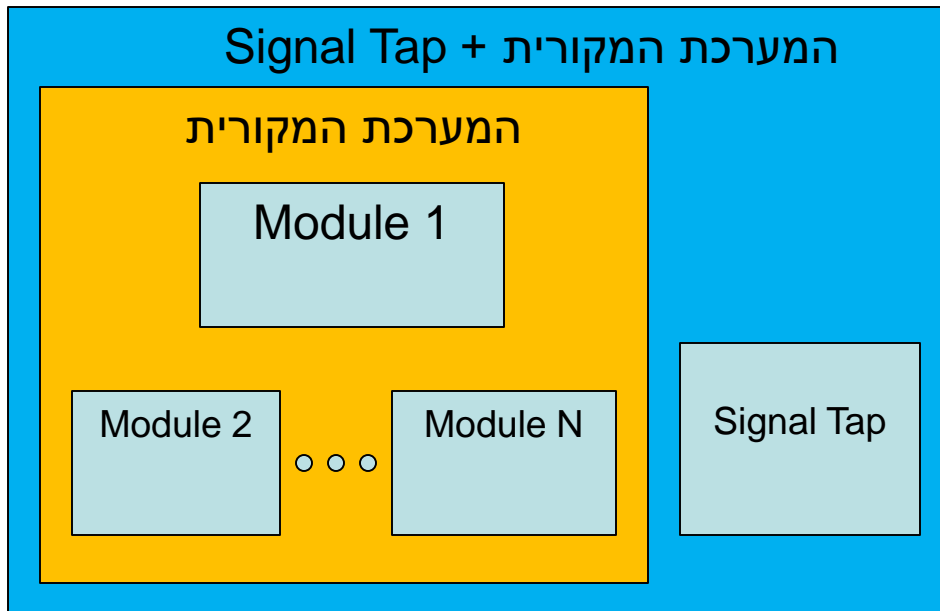 המערכת המקורית + Signal Tap
המערכת המקורית
Module 1
Module 2
Module N
Signal Tap